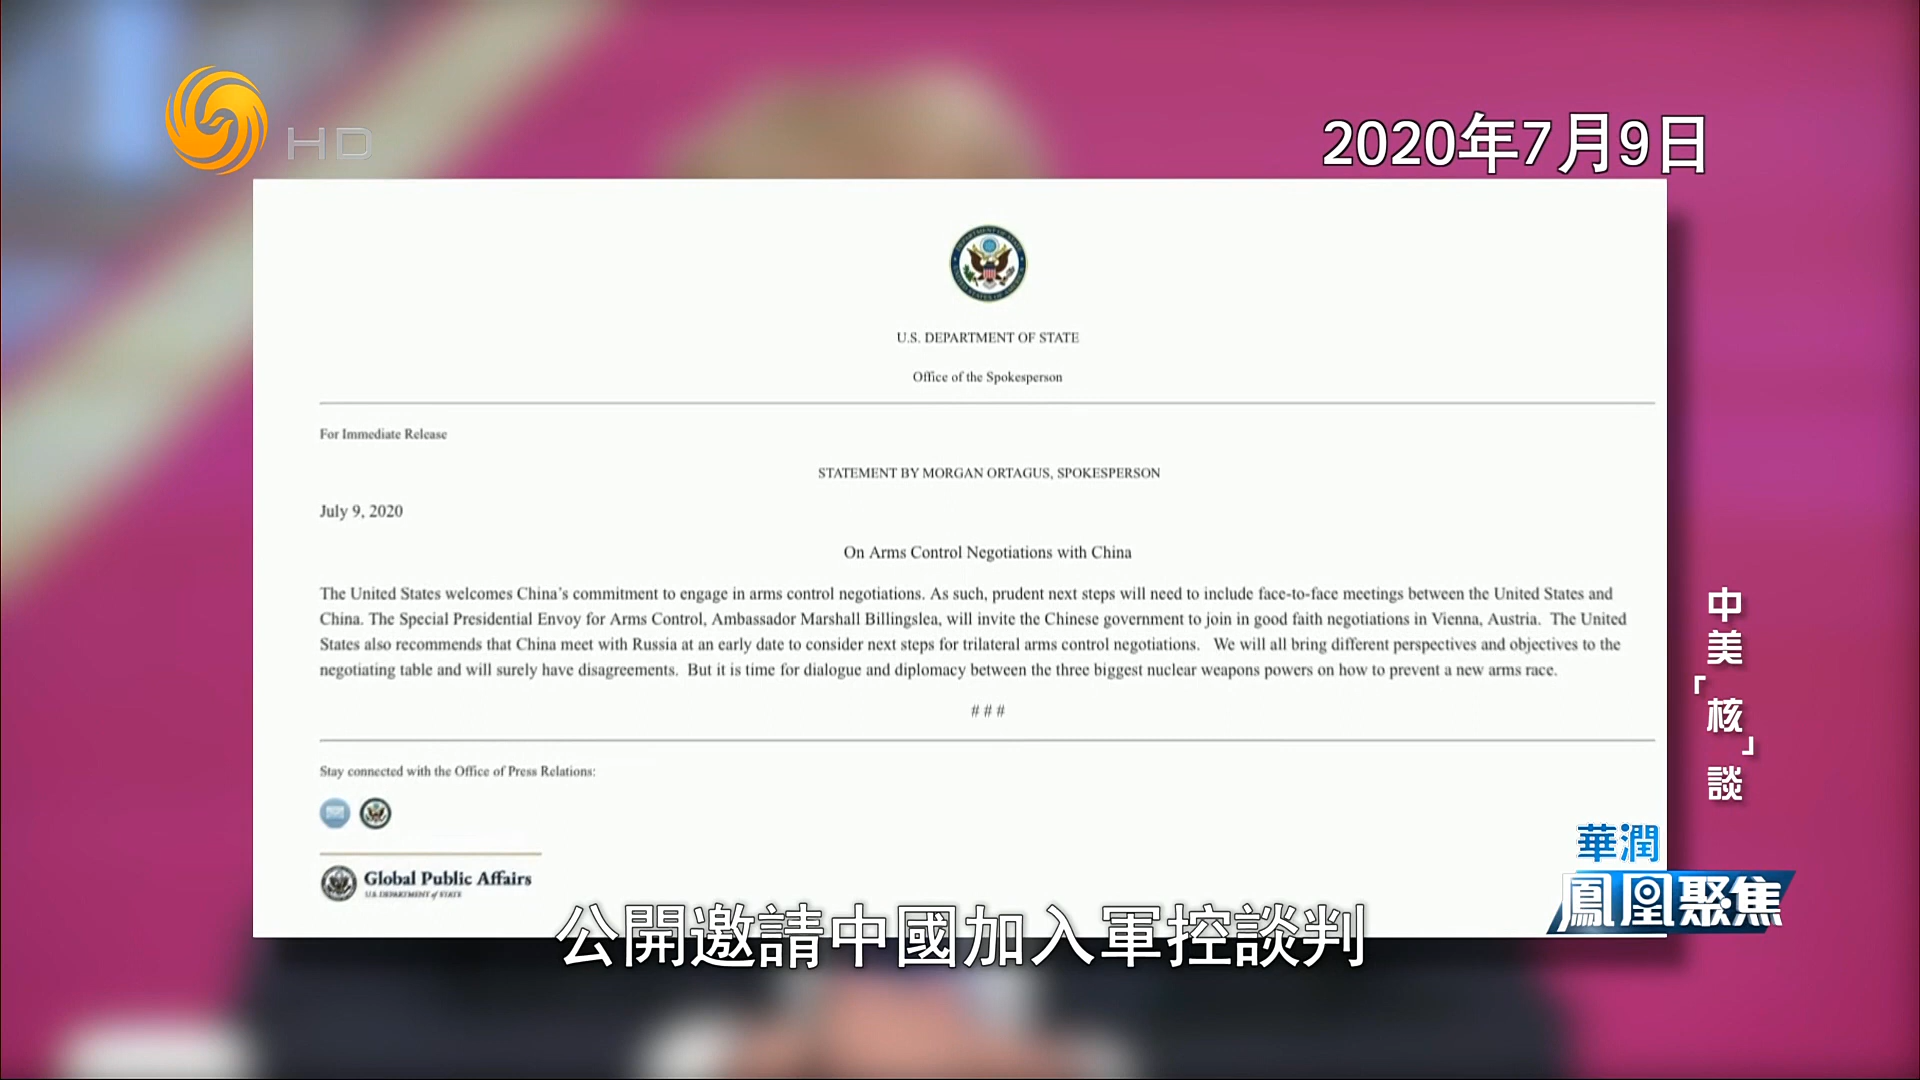 HD
2020年7月9日
U.S. DEPARTMENT OF STATE
Office of the Spokesperson
For Immediate Release
STATEMENT BY MORGAN ORTAGUS, SPOKESPERSON
July 9, 2020
On Arms Control Negotiations with China
The United States welcomes China's commitment to engage in arms control negotiations. As such, prudent next steps will need to include face-to-face meetings between the United States and
China. The Special Presidential Envoy for Arms Control, Ambassador Marshall Billingslea, will invite the Chinese government to join in good faith negotiations in Vienna, Austria. The United
States also recommends that China meet with Russia at an early date to consider next steps for trilateral arms control negotiations. We will all bring different perspectives and objectives to the
negotiating table and will surely have disagreements. But it is time for dialogue and diplomacy between the three biggest nuclear weapons powers on how to prevent a new arms race.
# # #
Stay connected with the Office of Press Relations:
Global Public Affairs
U.S. DEPARTMENT of STATE
中美「核」談
華潤
鳳凰聚焦
公開邀請中國加入軍控談判